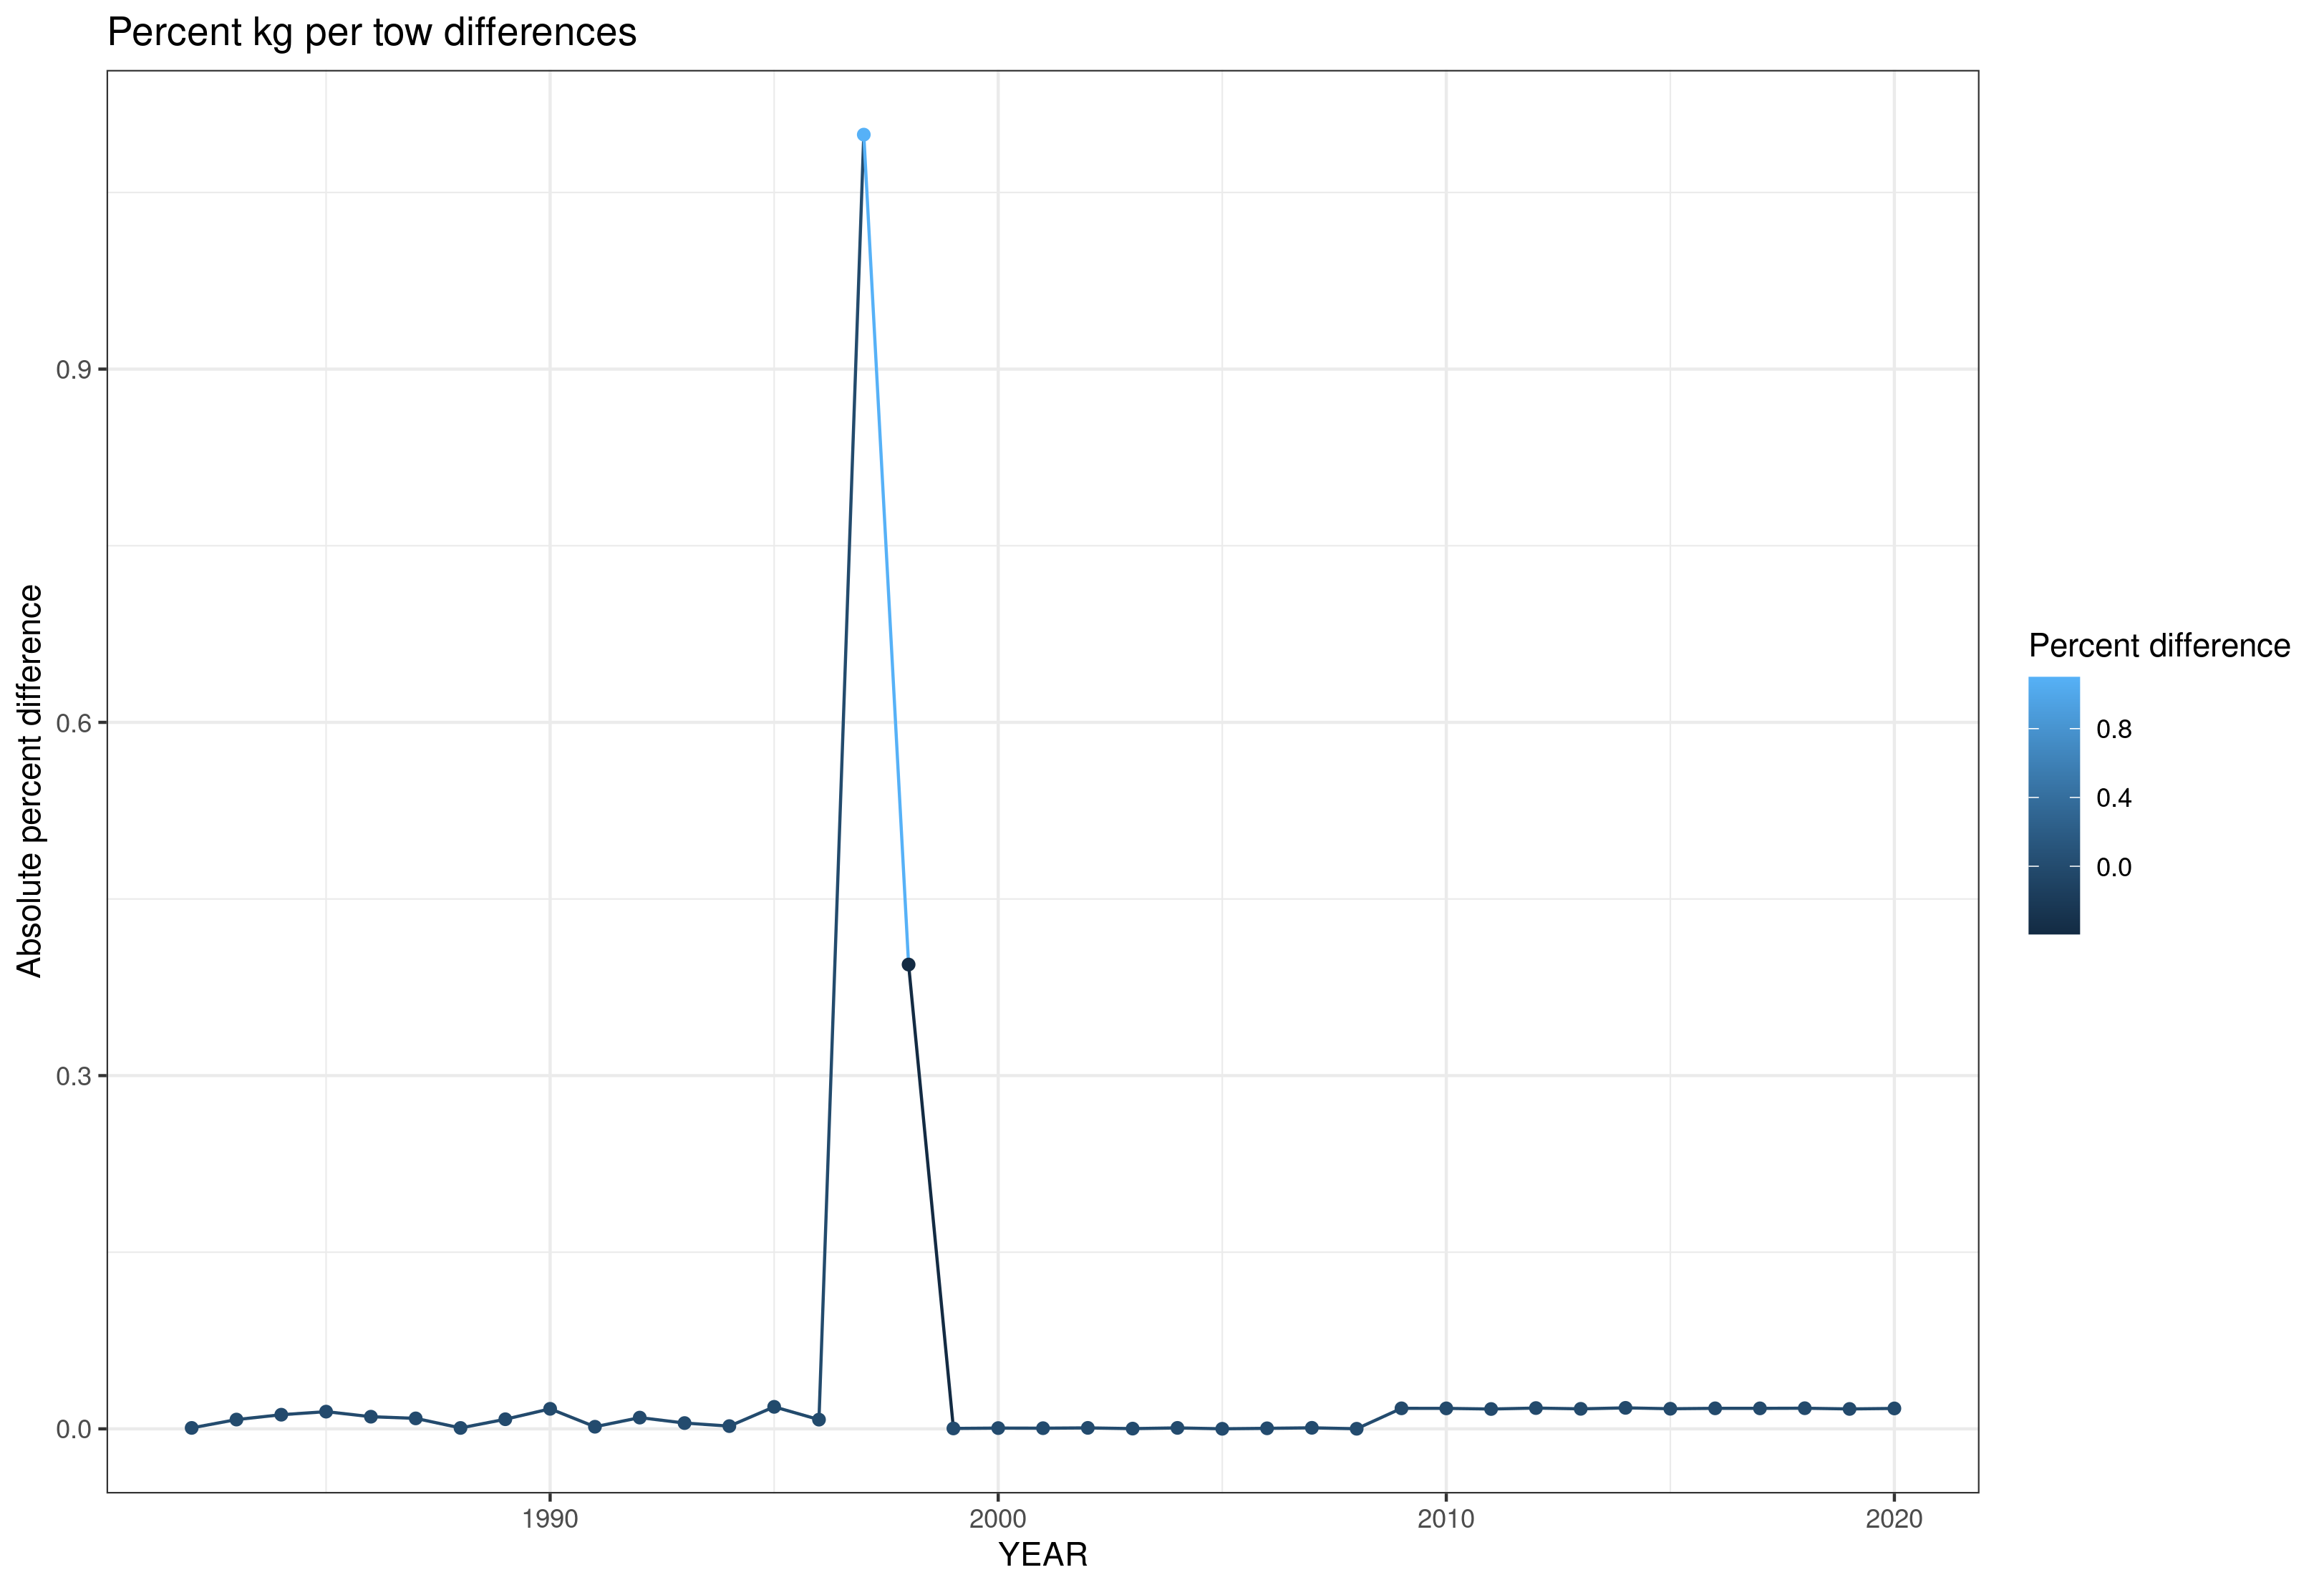 Percent kg per tow differences
Absolute percent difference
0.9
0.6
0.3
0.0
1990
2000
2010
2020
YEAR
Percent difference
0.8
0.4
0.0